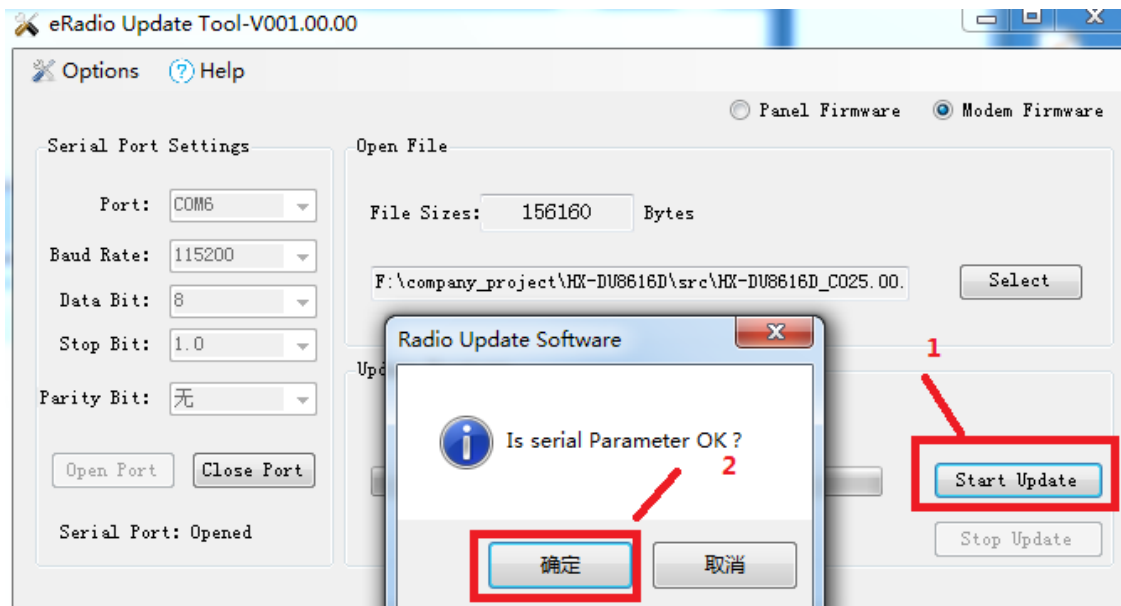 eRadio Update Tool-V001.00.00
Options Help
Panel Firmware Modem Firmware
Serial Port Settings
Port: COM6
Baud Rate: 115200
Data Bit: 8
Stop Bit: 1.0
Parity Bit: 无
Open Port Close Port
Serial Port: Opened
Open File
File Sizes: 156160 Bytes
F:\company_project\HX-DU8616D\src\HX-DU8616D_C025.00.
Select
Radio Update Software
Is serial Parameter OK ?
2
确定 取消
1
Start Update
Stop Update